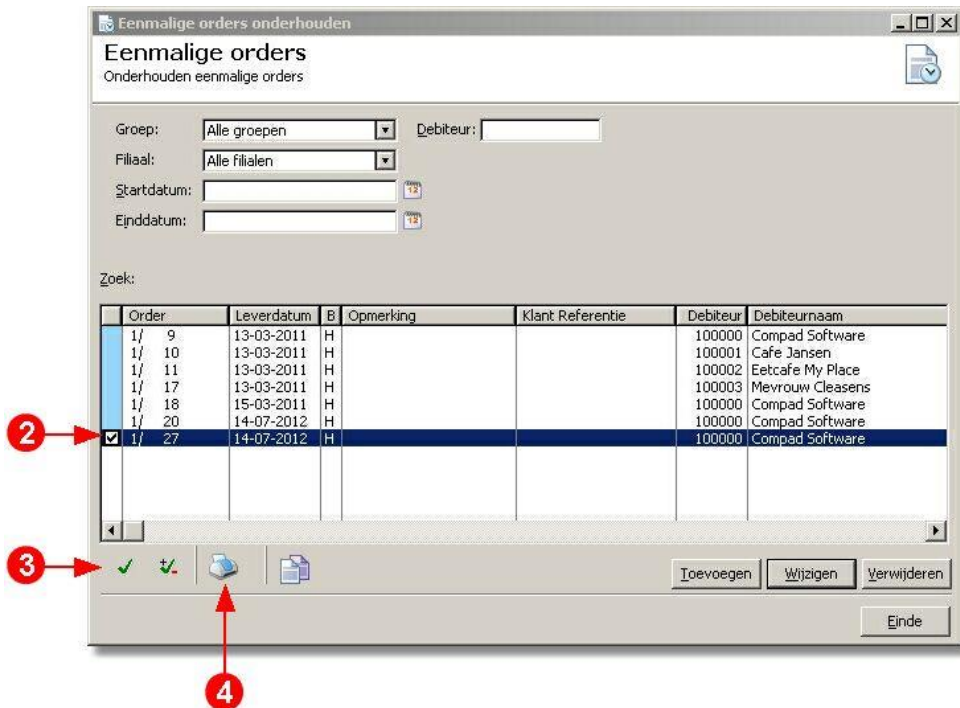 Eenmalige orders onderhouden
Eenmalige orders
Onderhouden eenmalige orders
Groep: Alle groepen Debiteur:
Filiaal: Alle filialen
Startdatum: 12
Einddatum: 12
Zoek:
Order Leverdatum B Opmerking Klant Referentie Debiteur Debiteurnaam
1/ 9 13-03-2011 H 100000 Compad Software
1/ 10 13-03-2011 H 100001 Cafe Jansen
1/ 11 13-03-2011 H 100002 Eetcafe My Place
1/ 17 13-03-2011 H 100003 Mevrouw Cleasens
1/ 18 15-03-2011 H 100000 Compad Software
1/ 20 14-07-2012 H 100000 Compad Software
2 1/ 27 14-07-2012 H 100000 Compad Software
3 Toevoegen Wijzigen Verwijderen
Einde
4